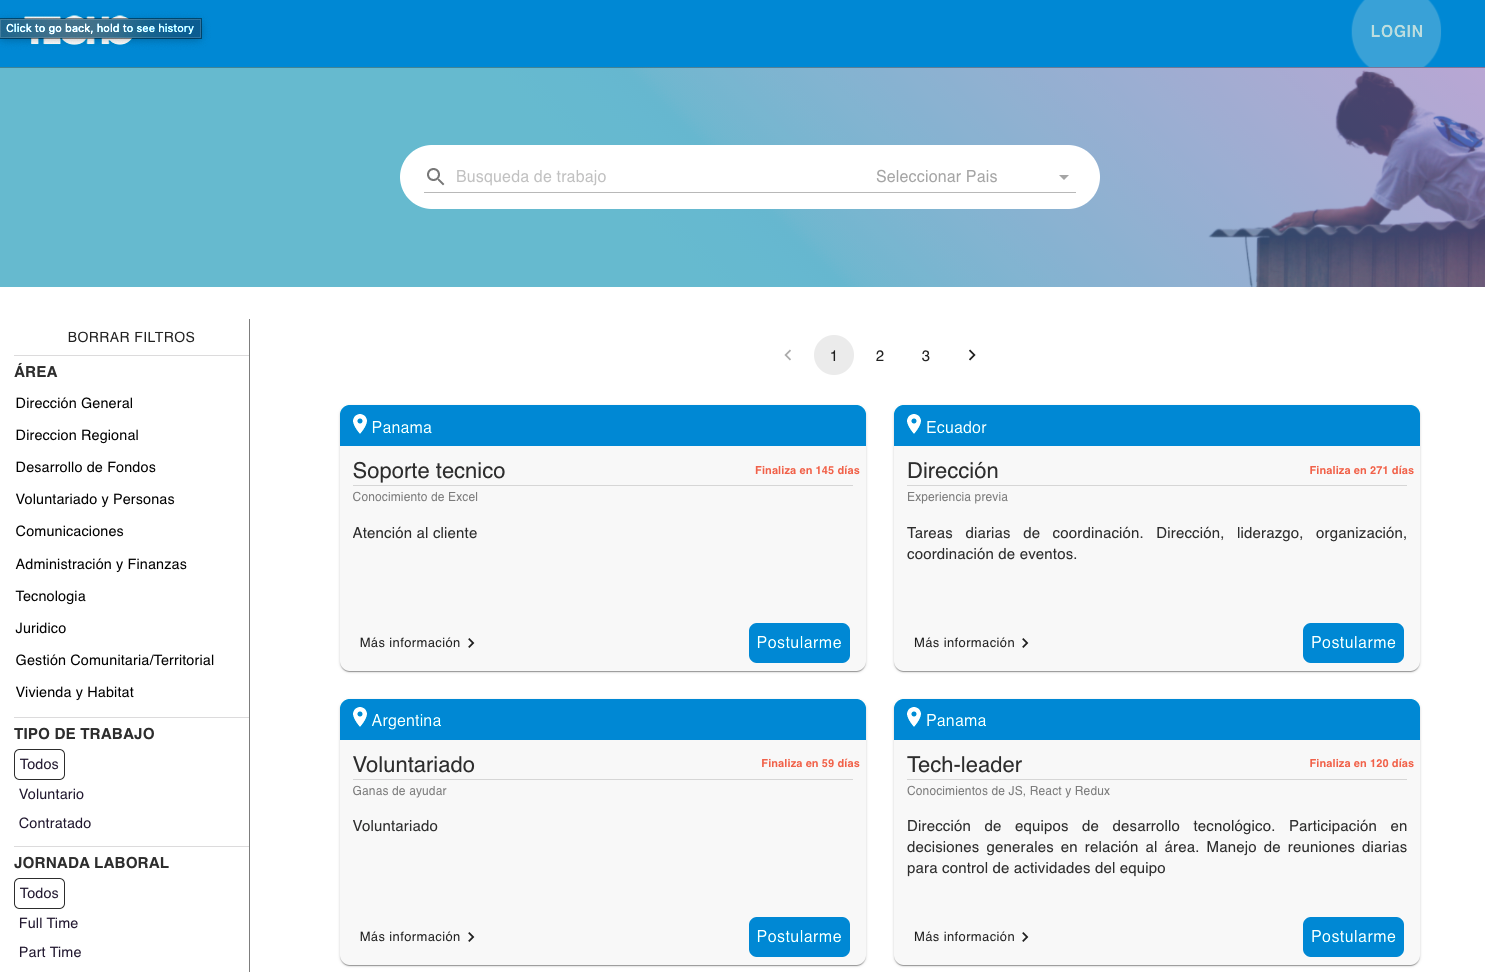 Click to go back, hold to see history
TECHO
LOGIN
Busqueda de trabajo
Seleccionar Pais
BORRAR FILTROS
ÁREA
Dirección General
Direccion Regional
Desarrollo de Fondos
Voluntariado y Personas
Comunicaciones
Administración y Finanzas
Tecnologia
Juridico
Gestión Comunitaria/Territorial
Vivienda y Habitat
TIPO DE TRABAJO
Todos
Voluntario
Contratado
JORNADA LABORAL
Todos
Full Time
Part Time
1 2 3
Panama
Soporte tecnico
Finaliza en 145 días
Conocimiento de Excel
Atención al cliente
Más información
Postularme
Ecuador
Dirección
Finaliza en 271 días
Experiencia previa
Tareas diarias de coordinación. Dirección, liderazgo, organización,
coordinación de eventos.
Más información
Postularme
Argentina
Voluntariado
Finaliza en 59 días
Ganas de ayudar
Voluntariado
Más información
Postularme
Panama
Tech-leader
Finaliza en 120 días
Conocimientos de JS, React y Redux
Dirección de equipos de desarrollo tecnológico. Participación en
decisiones generales en relación al área. Manejo de reuniones diarias
para control de actividades del equipo
Más información
Postularme